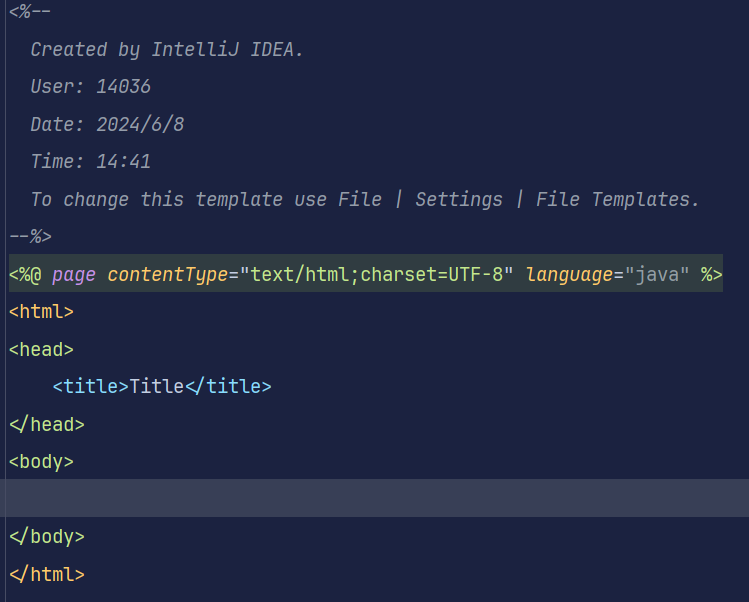 <%--
  Created by IntelliJ IDEA.
  User: 14036
  Date: 2024/6/8
  Time: 14:41
  To change this template use File | Settings | File Templates.
--%>
<%@ page contentType="text/html;charset=UTF-8" language="java" %>
<html>
<head>
    <title>Title</title>
</head>
<body>

</body>
</html>